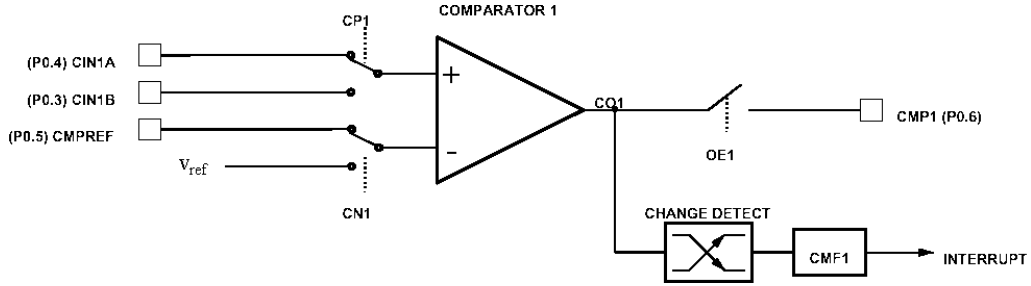 COMPARATOR 1
CP1
(P0.4) CIN1A
+
(P0.3) CIN1B
CO1
CMP1 (P0.6)
(P0.5) CMPREF
-
OE1
Vref
CN1
CHANGE DETECT
CMF1
INTERRUPT